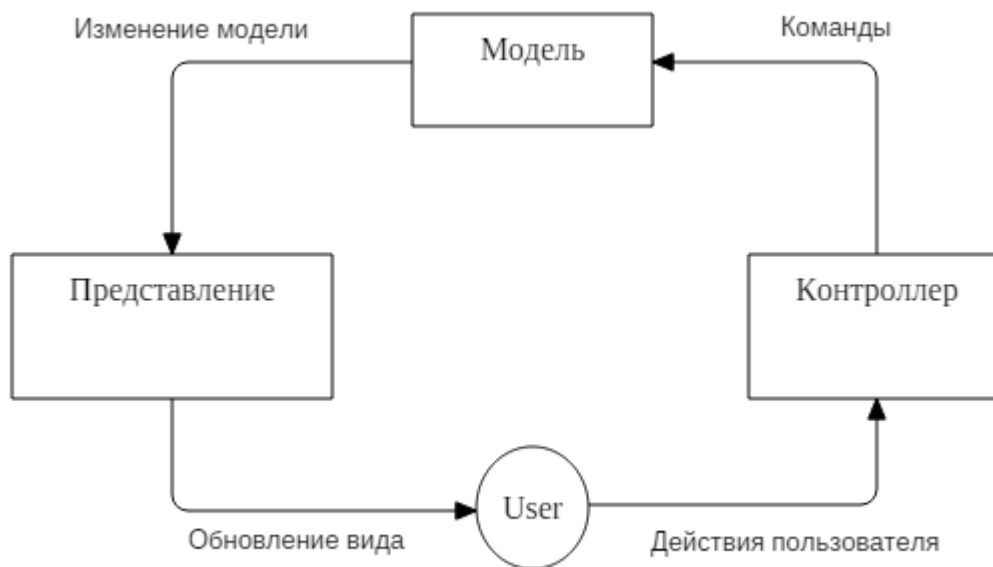 Изменение модели
Модель
Команды
Представление
Контроллер
User
Обновление вида
Действия пользователя